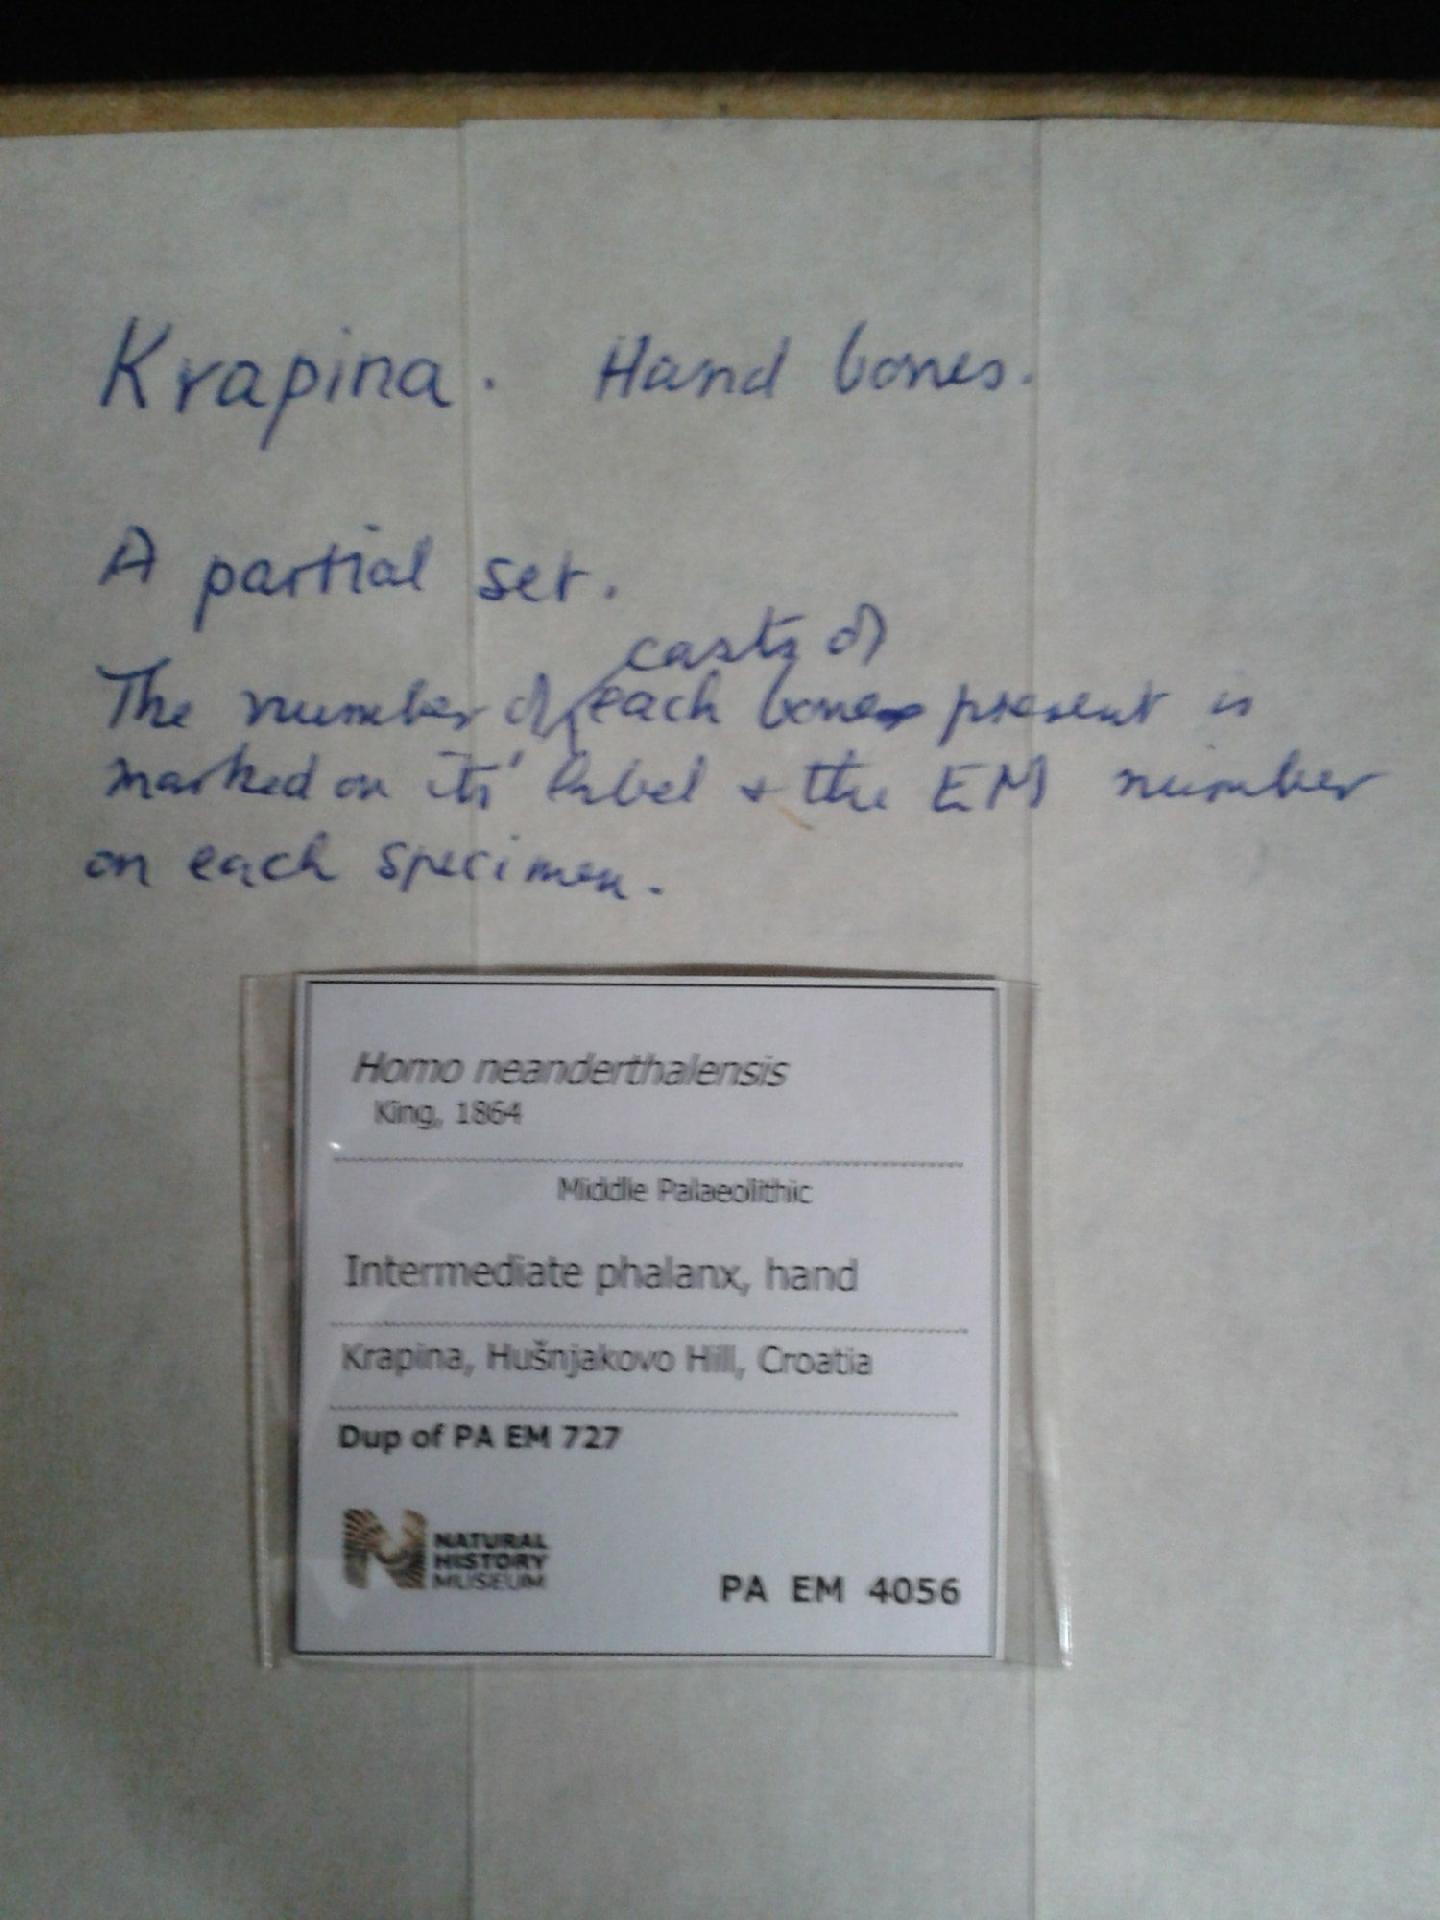 Krapina. Hand bones.
A partial set.
casts of
The number of each bone present is
marked on its' label + the EM number
on each specimen.
Homo neanderthalensis
King, 1864
Middle Palaeolithic
Intermediate phalanx, hand
Krapina, Hušnjakovo Hill, Croatia
Dup of PA EM 727
NATURAL
HISTORY
MUSEUM
PA EM 4056